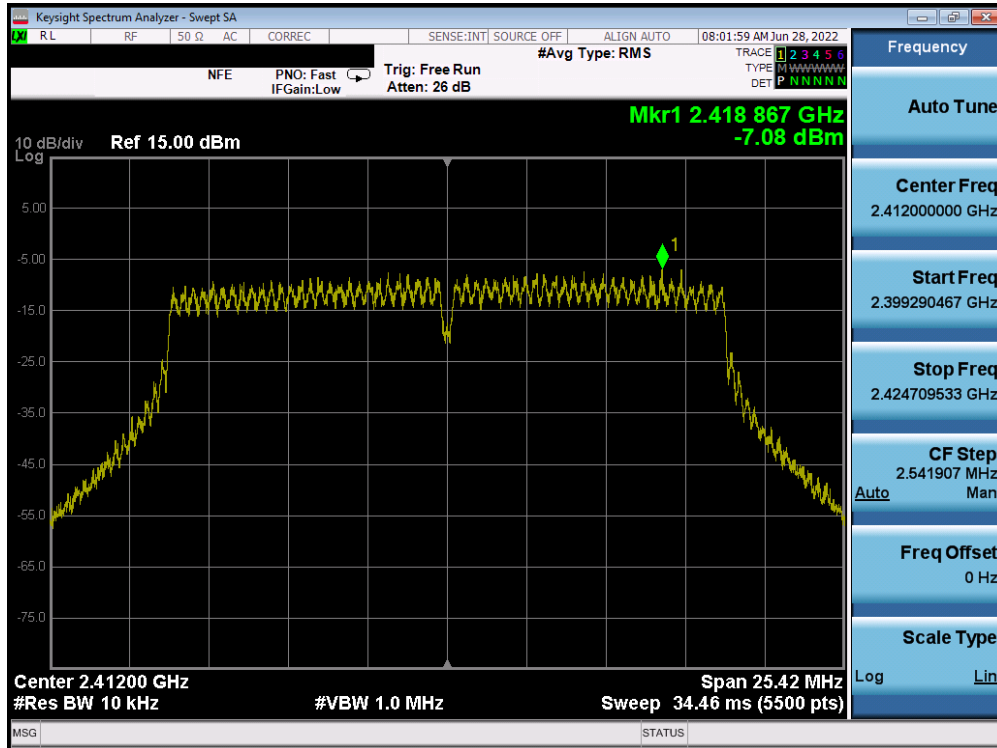 Keysight Spectrum Analyzer - Swept SA
LXI RL RF 50 Ω AC CORREC SENSE:INT SOURCE OFF ALIGN AUTO 08:01:59 AM Jun 28, 2022
#Avg Type: RMS TRACE 1 2 3 4 5 6
NFE PNO: Fast Trig: Free Run TYPE M WWWWW
IFGain:Low Atten: 26 dB DET P N N N N N
Mkr1 2.418 867 GHz
-7.08 dBm
10 dB/div Ref 15.00 dBm
Log
5.00
-5.00
-15.0
-25.0
-35.0
-45.0
-55.0
-65.0
-75.0
1
Center 2.41200 GHz Span 25.42 MHz
#Res BW 10 kHz #VBW 1.0 MHz Sweep 34.46 ms (5500 pts)
MSG STATUS
Frequency
Auto Tune
Center Freq
2.412000000 GHz
Start Freq
2.399290467 GHz
Stop Freq
2.424709533 GHz
CF Step
2.541907 MHz
Auto Man
Freq Offset
0 Hz
Scale Type
Log Lin